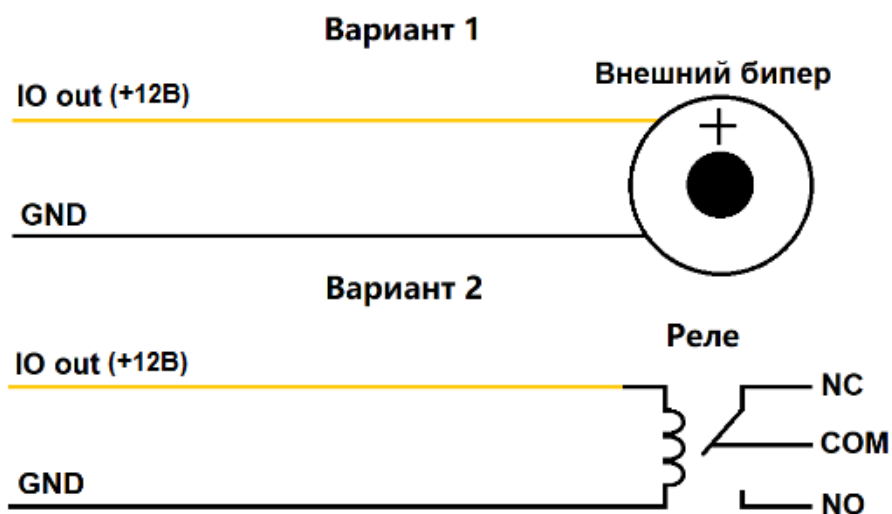 Вариант 1
Внешний бипер
IO out (+12В)
+
GND
Вариант 2
Реле
IO out (+12В)
NC
COM
GND
NO